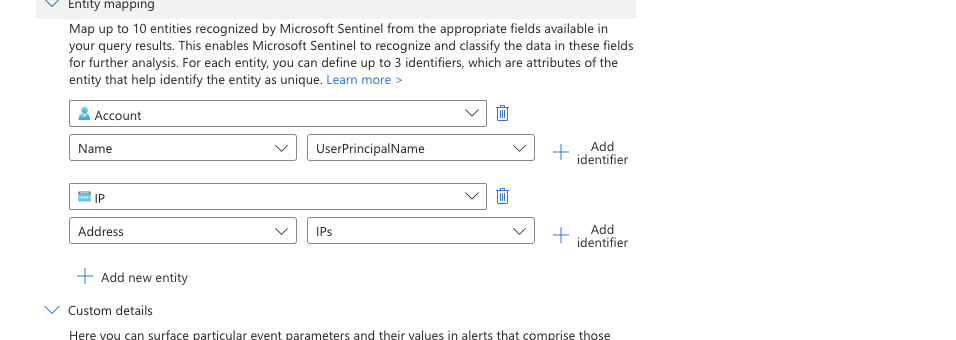 Entity mapping
Map up to 10 entities recognized by Microsoft Sentinel from the appropriate fields available in
your query results. This enables Microsoft Sentinel to recognize and classify the data in these fields
for further analysis. For each entity, you can define up to 3 identifiers, which are attributes of the
entity that help identify the entity as unique. Learn more >
Account
Name
UserPrincipalName
Add
identifier
IP
Address
IPs
Add
identifier
Add new entity
Custom details
Here you can surface particular event parameters and their values in alerts that comprise those